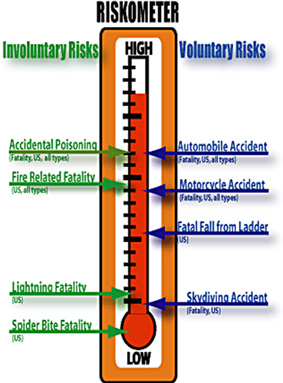 RISKOMETER
Involuntary Risks
HIGH
Voluntary Risks
Accidental Poisoning
(Fatality, US, all types)
Automobile Accident
(Fatality, US, all types)
Fire Related Fatality
(US, all types)
Motorcycle Accident
(Fatality, US, all types)
Fatal Fall from Ladder
(US)
Lightning Fatality
(US)
Skydiving Accident
(Fatality, US)
Spider Bite Fatality
(US)
LOW